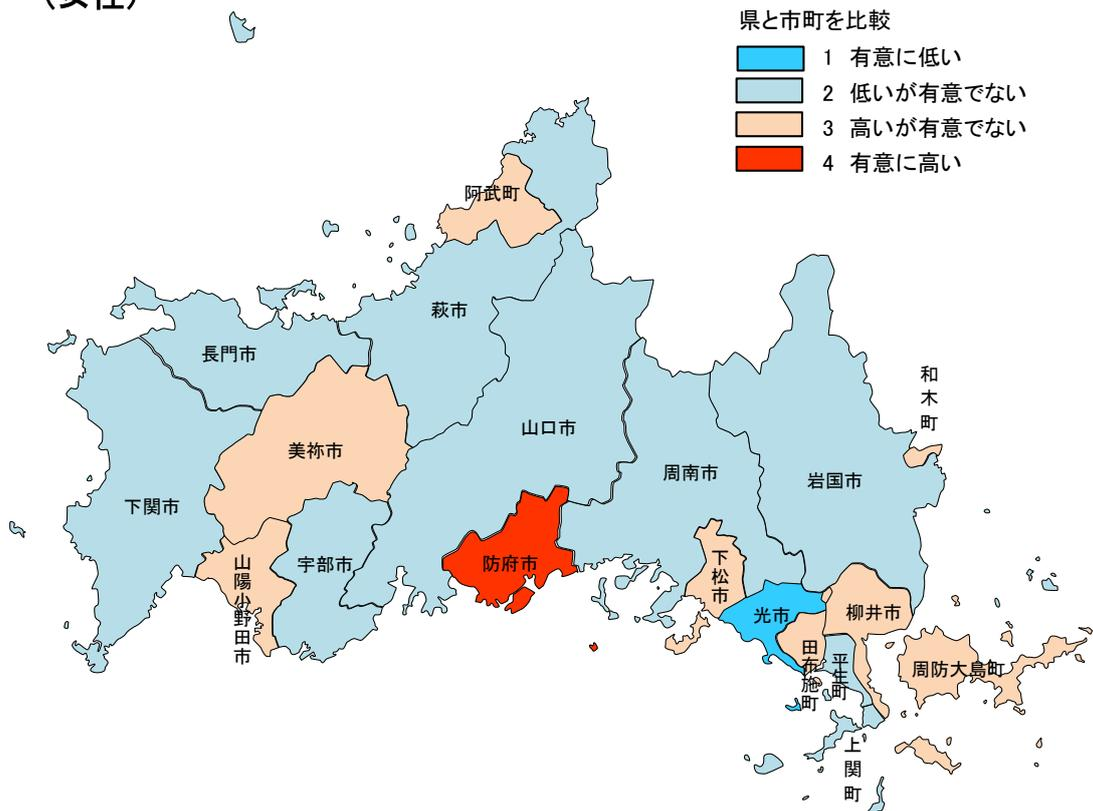 (女性)
県と市町を比較
1 有意に低い
2 低いが有意でない
3 高いが有意でない
4 有意に高い
阿武町
萩市
長門市
和木町
山口市
美祢市
周南市
岩国市
下関市
防府市
宇部市
山陽小野田市
下松市
光市
柳井市
田布施町
平生町
周防大島町
上関町